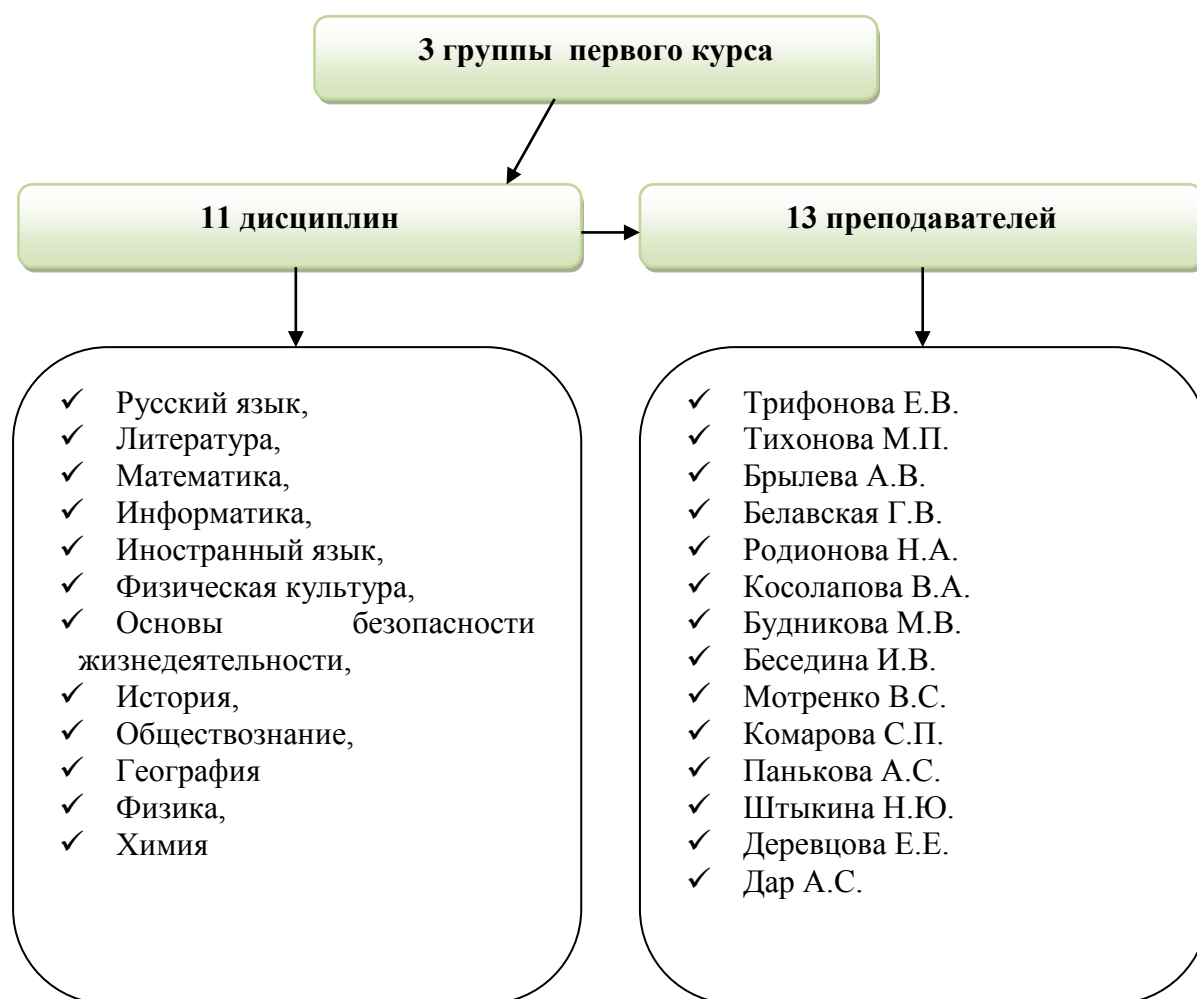 3 группы первого курса
11 дисциплин
13 преподавателей
✓ Русский язык,
✓ Литература,
✓ Математика,
✓ Информатика,
✓ Иностранный язык,
✓ Физическая культура,
✓ Основы безопасности
жизнедеятельности,
✓ История,
✓ Обществознание,
✓ География
✓ Физика,
✓ Химия
✓ Трифонова Е.В.
✓ Тихонова М.П.
✓ Брылева А.В.
✓ Белавская Г.В.
✓ Родионова Н.А.
✓ Косолапова В.А.
✓ Будникова М.В.
✓ Беседина И.В.
✓ Мотренко В.С.
✓ Комарова С.П.
✓ Панькова А.С.
✓ Штыкина Н.Ю.
✓ Деревцова Е.Е.
✓ Дар А.С.